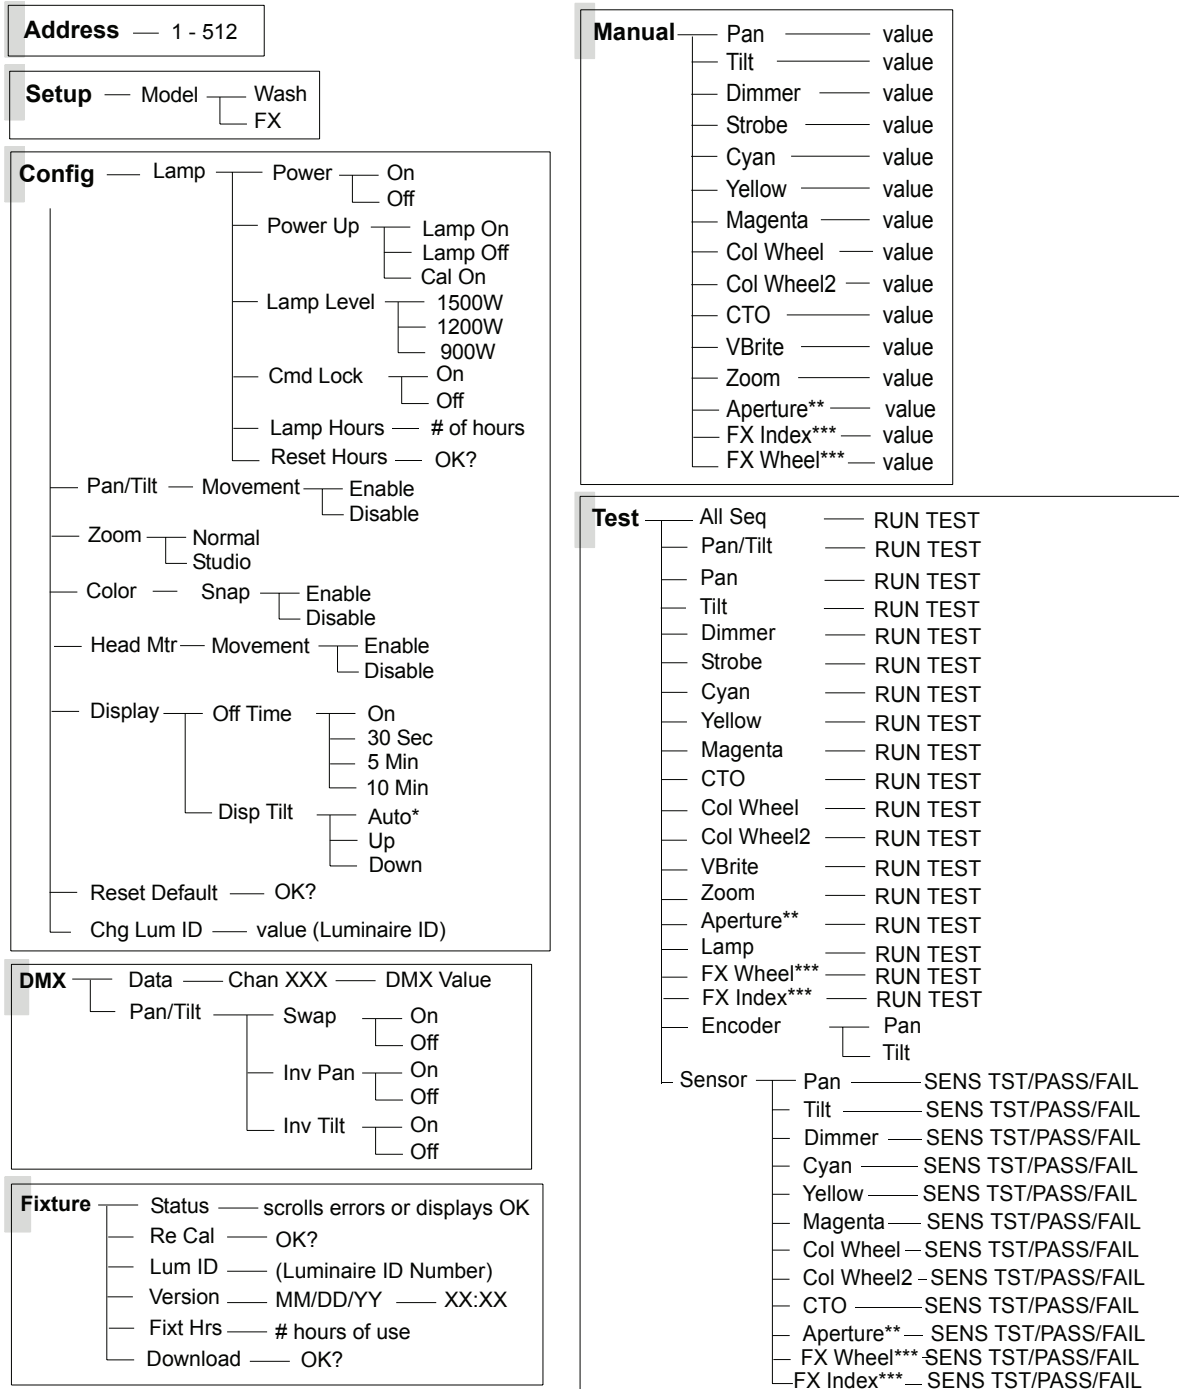 Address 1 - 512
Setup Model Wash
FX
Config Lamp Power On
Off
Power Up Lamp On
Lamp Off
Cal On
Lamp Level 1500W
1200W
900W
Cmd Lock On
Off
Lamp Hours # of hours
Reset Hours OK?
Pan/Tilt Movement Enable
Disable
Zoom Normal
Studio
Color Snap Enable
Disable
Head Mtr Movement Enable
Disable
Display Off Time On
30 Sec
5 Min
10 Min
Disp Tilt Auto*
Up
Down
Reset Default OK?
Chg Lum ID value (Luminaire ID)
DMX Data Chan XXX DMX Value
Pan/Tilt Swap On
Off
Inv Pan On
Off
Inv Tilt On
Off
Fixture Status scrolls errors or displays OK
Re Cal OK?
Lum ID (Luminaire ID Number)
Version MM/DD/YY XX:XX
Fixt Hrs # hours of use
Download OK?
Manual Pan value
Tilt value
Dimmer value
Strobe value
Cyan value
Yellow value
Magenta value
Col Wheel value
Col Wheel2 value
CTO value
VBrite value
Zoom value
Aperture** value
FX Index*** value
FX Wheel*** value
Test All Seq RUN TEST
Pan/Tilt RUN TEST
Pan RUN TEST
Tilt RUN TEST
Dimmer RUN TEST
Strobe RUN TEST
Cyan RUN TEST
Yellow RUN TEST
Magenta RUN TEST
CTO RUN TEST
Col Wheel RUN TEST
Col Wheel2 RUN TEST
VBrite RUN TEST
Zoom RUN TEST
Aperture** RUN TEST
Lamp RUN TEST
FX Wheel*** RUN TEST
FX Index*** RUN TEST
Encoder Pan
Tilt
Sensor Pan SENS TST/PASS/FAIL
Tilt SENS TST/PASS/FAIL
Dimmer SENS TST/PASS/FAIL
Cyan SENS TST/PASS/FAIL
Yellow SENS TST/PASS/FAIL
Magenta SENS TST/PASS/FAIL
Col Wheel SENS TST/PASS/FAIL
Col Wheel2 SENS TST/PASS/FAIL
CTO SENS TST/PASS/FAIL
Aperture** SENS TST/PASS/FAIL
FX Wheel*** SENS TST/PASS/FAIL
FX Index*** SENS TST/PASS/FAIL